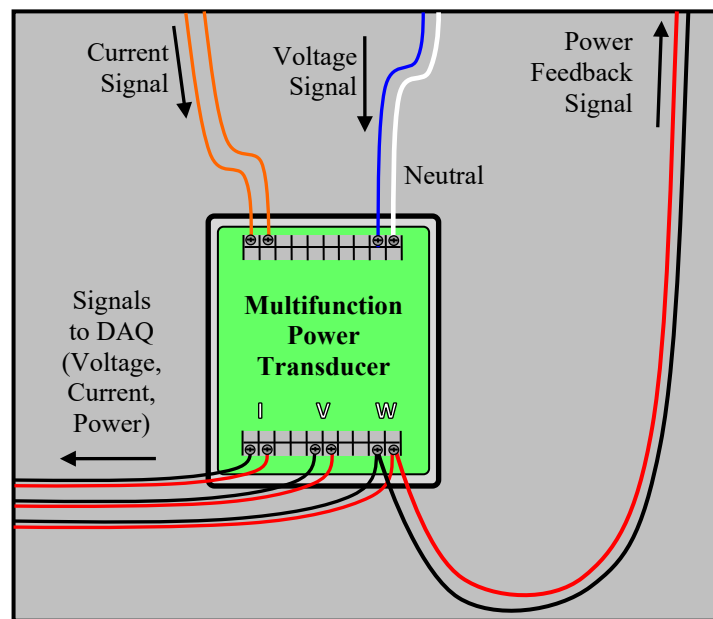 Current
Signal
Voltage
Signal
Power
Feedback
Signal
Neutral
Signals
to DAQ
(Voltage,
Current,
Power)
Multifunction
Power
Transducer
I V W